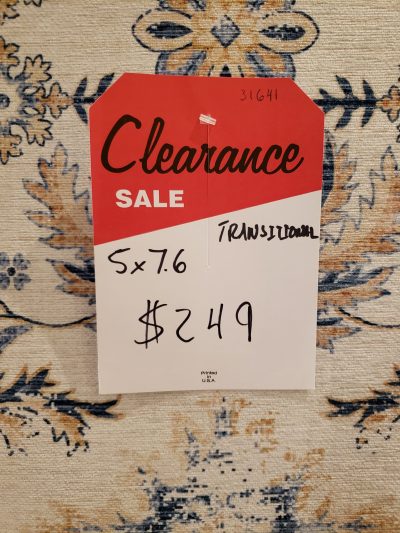 31641
Clearance
SALE
TRANSITIONAL
5x7.6
$249
Printed
in
U.S.A